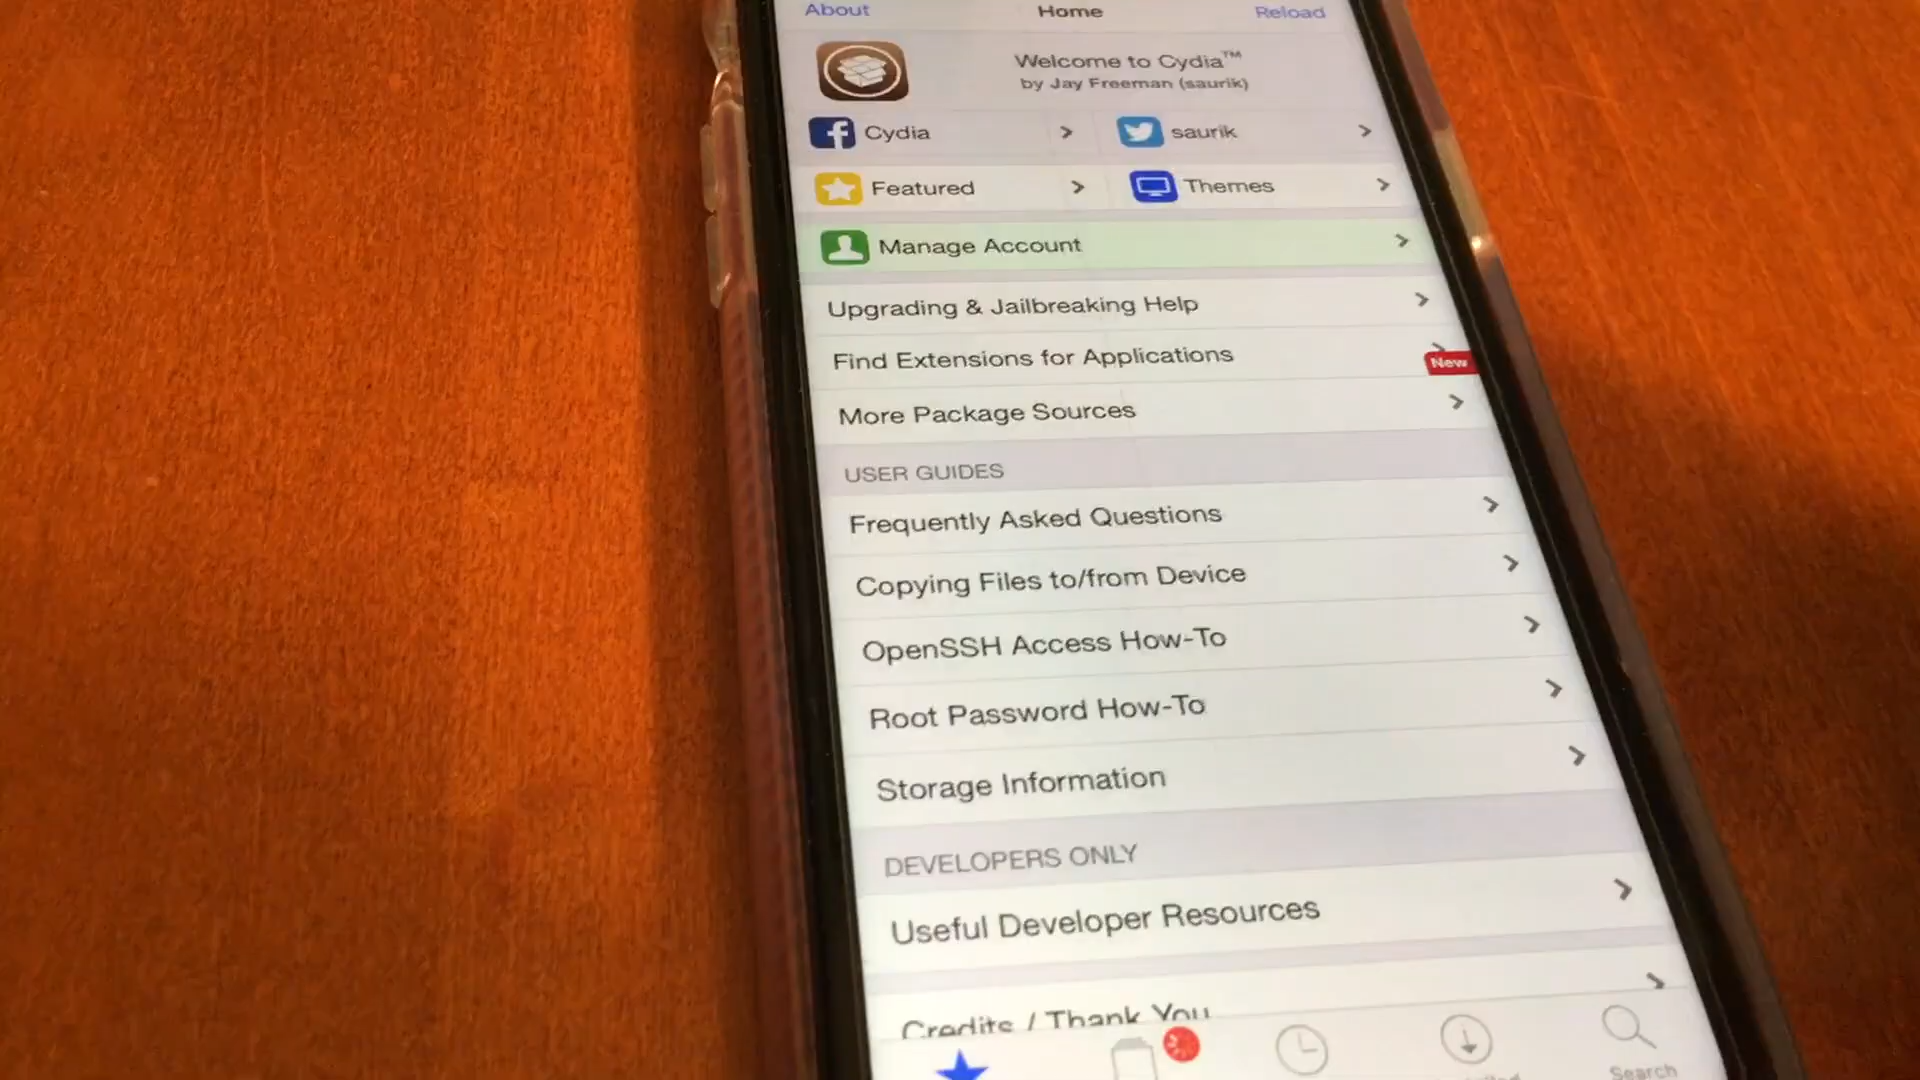 About Home Reload
Welcome to Cydia™
by Jay Freeman (saurik)
Cydia
saurik
Featured
Themes
Manage Account
Upgrading & Jailbreaking Help
Find Extensions for Applications
New
More Package Sources
USER GUIDES
Frequently Asked Questions
Copying Files to/from Device
OpenSSH Access How-To
Root Password How-To
Storage Information
DEVELOPERS ONLY
Useful Developer Resources
Credits / Thank You
Search